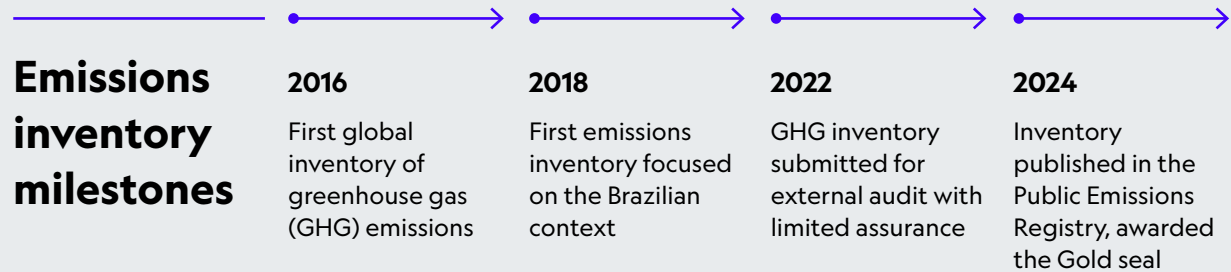 Emissions
inventory
milestones
2016
First global
inventory of
greenhouse gas
(GHG) emissions
2018
First emissions
inventory focused
on the Brazilian
context
2022
GHG inventory
submitted for
external audit with
limited assurance
2024
Inventory
published in the
Public Emissions
Registry, awarded
the Gold seal